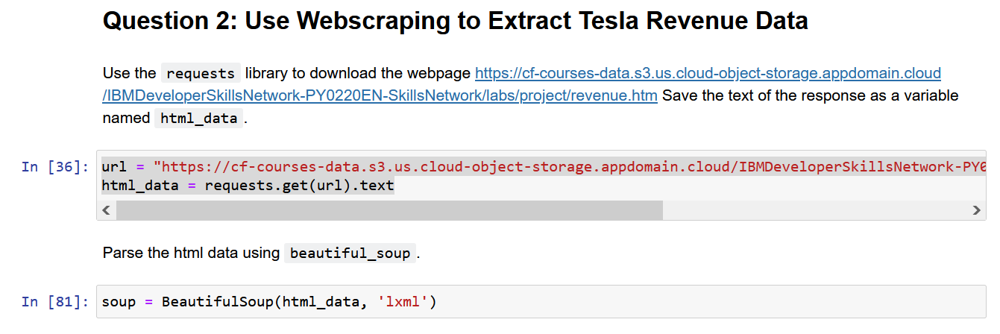 Question 2: Use Webscraping to Extract Tesla Revenue Data
Use the requests library to download the webpage https://cf-courses-data.s3.us.cloud-object-storage.appdomain.cloud
/IBMDeveloperSkillsNetwork-PY0220EN-SkillsNetwork/labs/project/revenue.htm Save the text of the response as a variable
named html_data .
In [36]: url = "https://cf-courses-data.s3.us.cloud-object-storage.appdomain.cloud/IBMDeveloperSkillsNetwork-PY0
html_data = requests.get(url).text
Parse the html data using beautiful_soup .
In [81]: soup = BeautifulSoup(html_data, 'lxml')